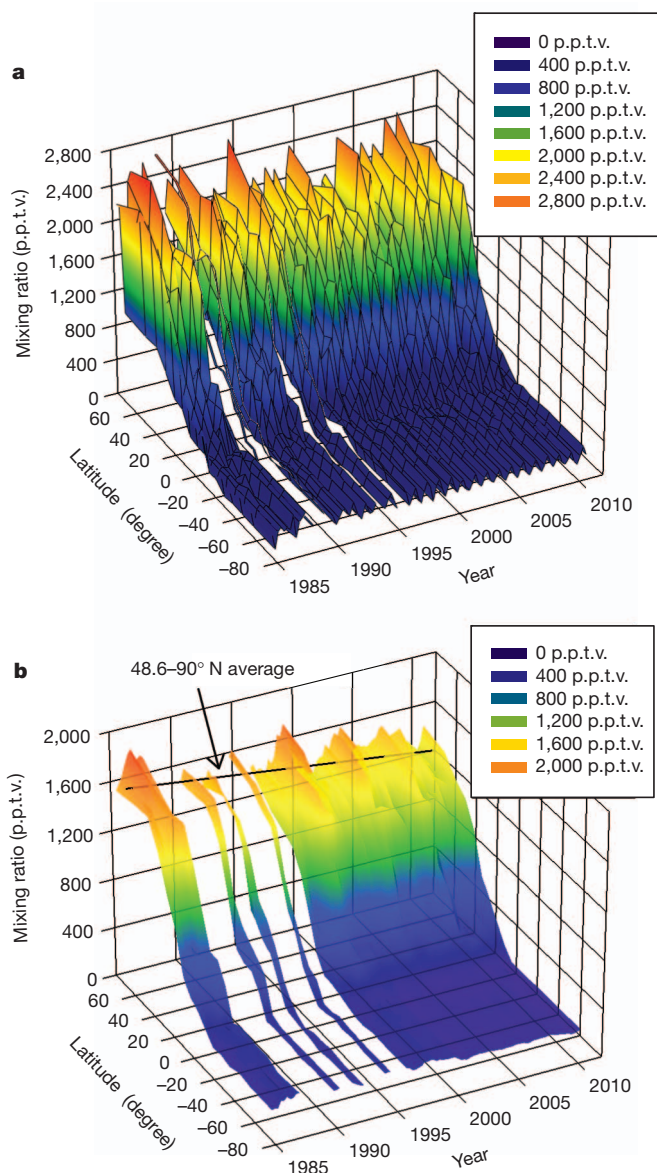 a
0 p.p.t.v.
400 p.p.t.v.
800 p.p.t.v.
1,200 p.p.t.v.
1,600 p.p.t.v.
2,000 p.p.t.v.
2,400 p.p.t.v.
2,800 p.p.t.v.
Mixing ratio (p.p.t.v.)
2,800
2,400
2,000
1,600
1,200
800
400
0
60
40
20
0
−20
−40
−60
−80
Latitude (degree)
1985
1990
1995
2000
2005
2010
Year
b
48.6–90° N average
0 p.p.t.v.
400 p.p.t.v.
800 p.p.t.v.
1,200 p.p.t.v.
1,600 p.p.t.v.
2,000 p.p.t.v.
Mixing ratio (p.p.t.v.)
2,000
1,600
1,200
800
400
0
60
40
20
0
−20
−40
−60
−80
Latitude (degree)
1985
1990
1995
2000
2005
2010
Year